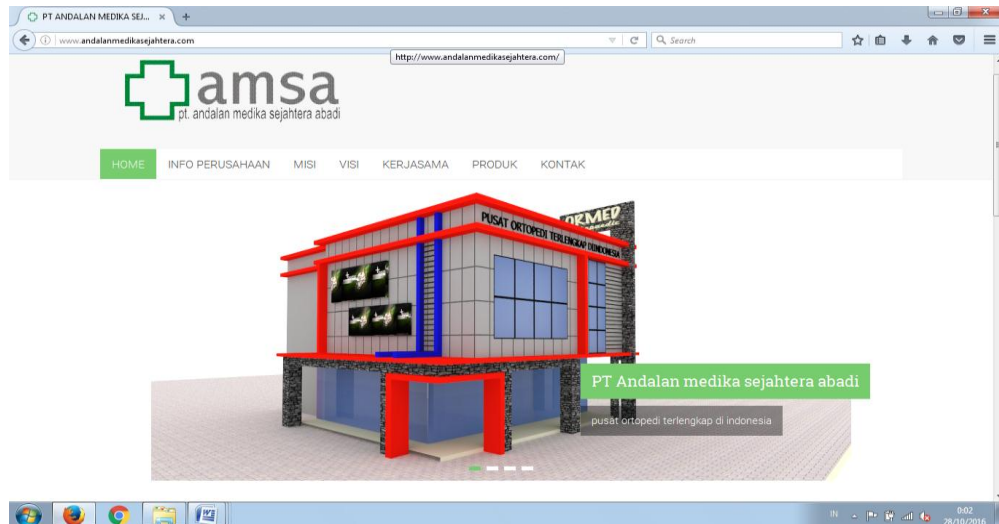 PT ANDALAN MEDIKA SEJ...
www.andalanmedikasejahtera.com
Search
http://www.andalanmedikasejahtera.com/
amsa
pt. andalan medika sejahtera abadi
HOME INFO PERUSAHAAN MISI VISI KERJASAMA PRODUK KONTAK
ORMED
PUSAT ORTOPEDI TERLENGKAP DI INDONESIA
PT Andalan medika sejahtera abadi
pusat ortopedi terlengkap di indonesia
IN
0:02
28/10/2016